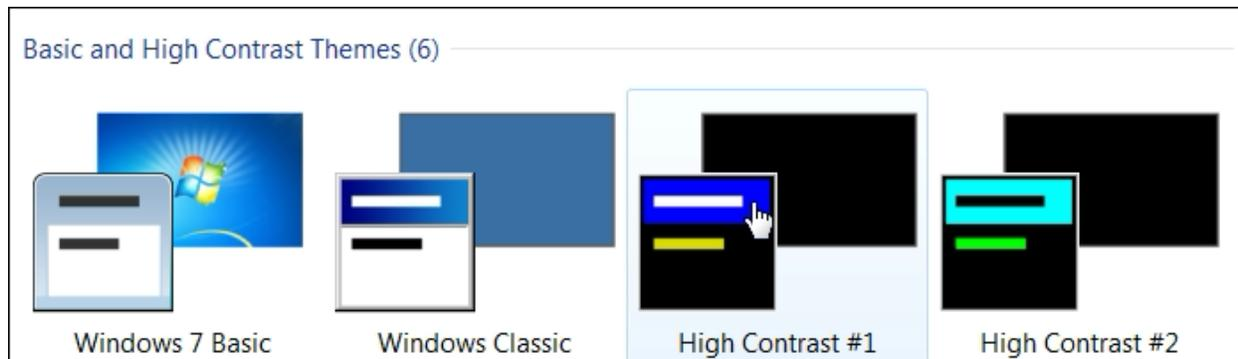 Basic and High Contrast Themes (6)
Windows 7 Basic
Windows Classic
High Contrast #1
High Contrast #2